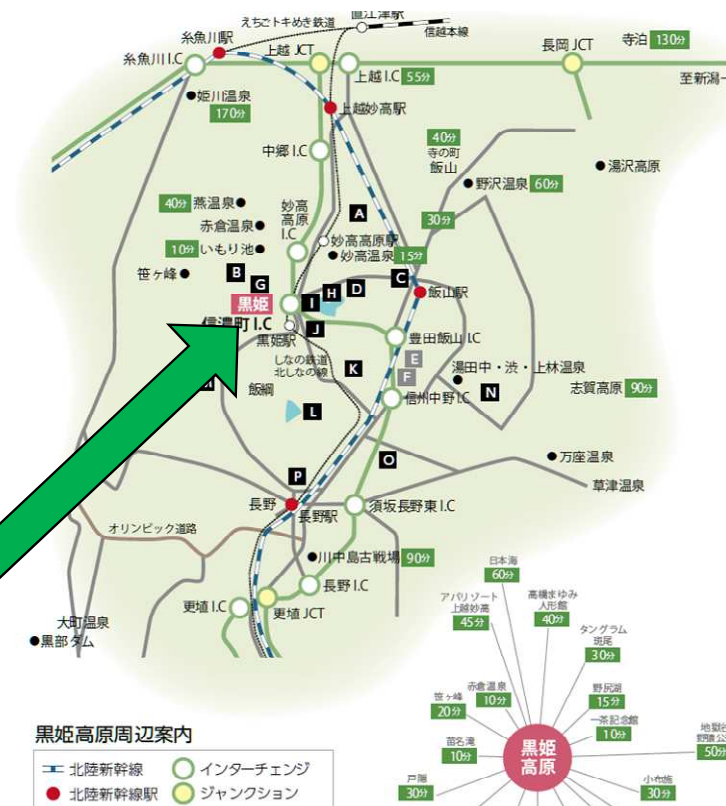 えちごトキめき鉄道
直江津駅
信越本線
糸魚川駅
上越 JCT
長岡 JCT
寺泊 130分
糸魚川 I.C
上越 I.C 55分
至新潟
姫川温泉
170分
上越妙高駅
中郷 I.C
40分
寺の町
飯山
湯沢高原
野沢温泉 60分
40分 燕温泉
妙高
高原
I.C
A
30分
赤倉温泉
妙高高原駅
10分 いもり池
妙高温泉 15分
笹ヶ峰
B
G
C
H
D
飯山駅
黒姫
I
信濃町 I.C
J
黒姫駅
豊田飯山 I.C
しなの鉄道
北しなの線
E
K
F
湯田中・渋・上林温泉
飯綱
信州中野 I.C
N
志賀高原 90分
L
O
万座温泉
P
草津温泉
長野
長野駅
須坂長野東 I.C
オリンピック道路
川中島古戦場 90分
長野 I.C
更埴 I.C
更埴 JCT
大町温泉
黒部ダム
日本海
60分
アパリゾート
上越妙高
45分
高橋まゆみ
人形館
40分
タングラム
斑尾
30分
赤倉温泉
10分
野尻湖
15分
笹ヶ峰
20分
一茶記念館
10分
苗名滝
10分
黒姫
高原
50分
戸隠
30分
小布施
30分
黒姫高原周辺案内
北陸新幹線
インターチェンジ
北陸新幹線駅
ジャンクション